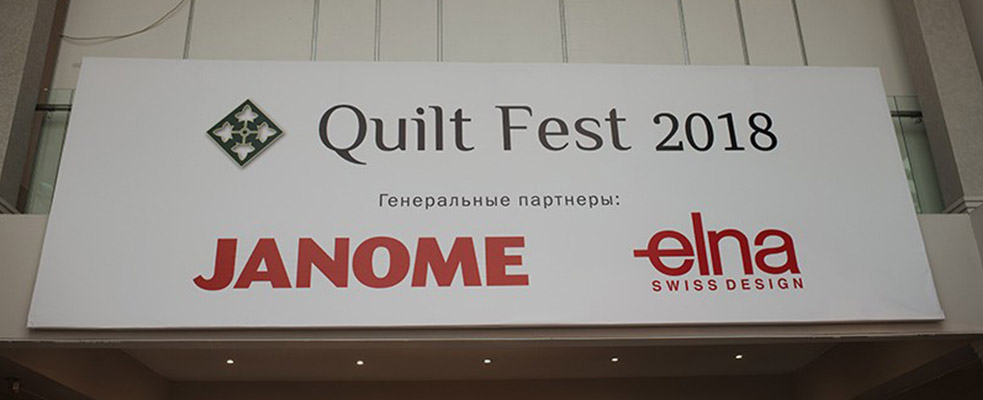 Quilt Fest 2018
Генеральные партнеры:
JANOME
elna
SWISS DESIGN